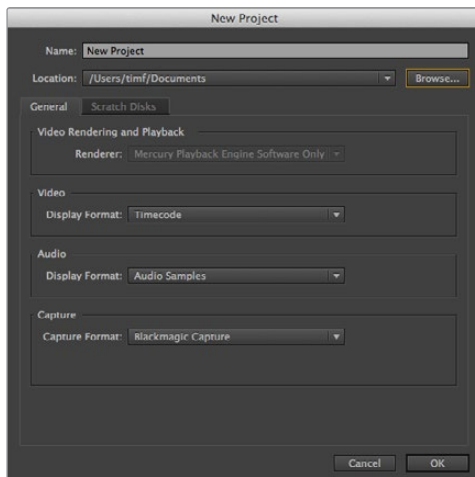 New Project
Name: New Project
Location: /Users/timf/Documents Browse...
General Scratch Disks
Video Rendering and Playback
Renderer: Mercury Playback Engine Software Only
Video
Display Format: Timecode
Audio
Display Format: Audio Samples
Capture
Capture Format: Blackmagic Capture
Cancel OK